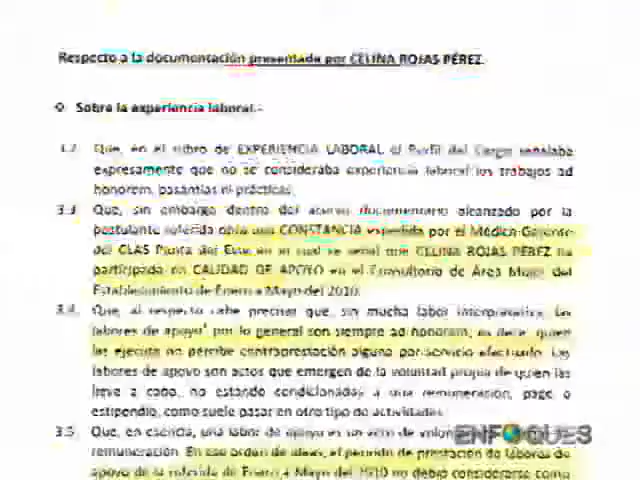 Respecto a la documentación presentada por CELINA ROJAS PÉREZ.
Sobre la experiencia laboral.-
3.2 Que, en el rubro de EXPERIENCIA LABORAL el Perfil del Cargo señalaba
expresamente que no se consideraba experiencia laboral los trabajos ad
honorem, pasantías ni prácticas.
3.3 Que, sin embargo dentro del acervo documentario alcanzado por la
postulante referida obra una CONSTANCIA expedida por el Médico Gerente
del CLAS Punta del Este en el cual se señal que CELINA ROJAS PÉREZ ha
participado en CALIDAD DE APOYO en el Consultorio de Área Mujer del
Establecimiento de Enero a Mayo del 2010.
3.4 Que, al respecto cabe precisar que, sin mucha labor interpretativa, las
labores de apoyo¹ por lo general son siempre ad honorem, es decir, quien
las ejecuta no percibe contraprestación alguna por servicio efectuado. Las
labores de apoyo son actos que emergen de la voluntad propia de quien las
lleve a cabo, no estando condicionadas a una remuneración, pago o
estipendio, como suele pasar en otro tipo de actividades.
3.5 Que, en esencia, una labor de apoyo es un acto de
ENFOQUES
remuneración. En ese orden de ideas, el periodo de prestación de labores de
apoyo de la referida de Enero a Mayo del 2010 no debió considerarse como